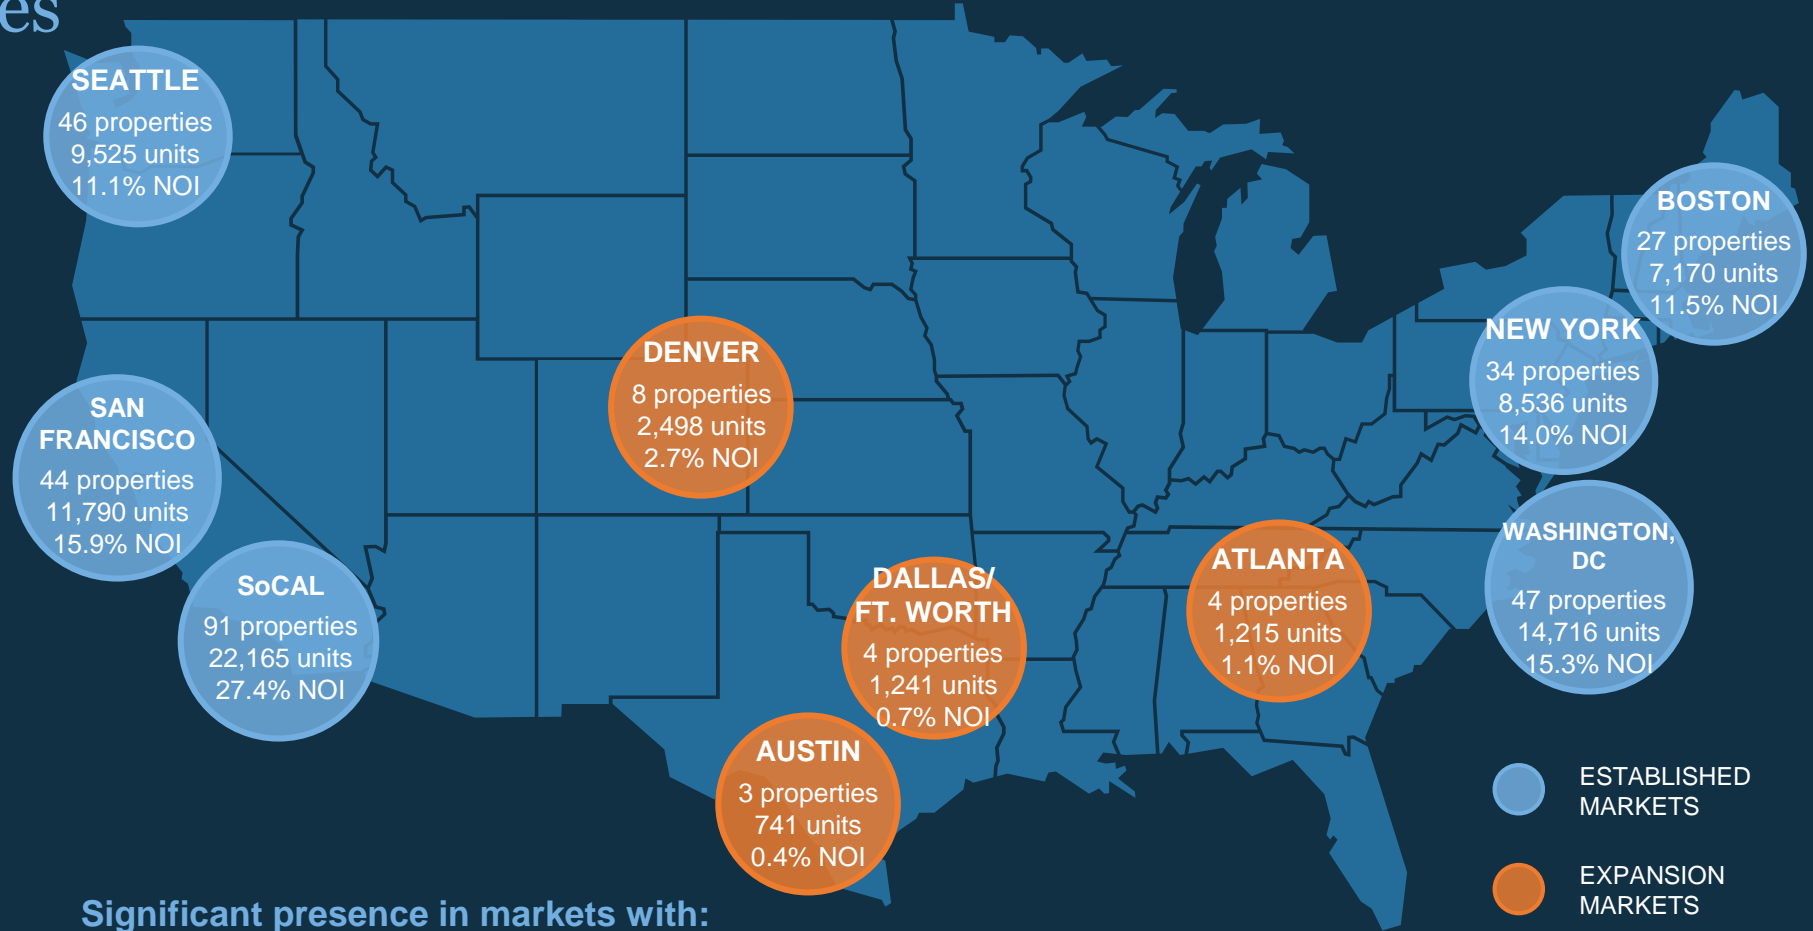 es
SEATTLE
46 properties
9,525 units
11.1% NOI
BOSTON
27 properties
7,170 units
11.5% NOI
NEW YORK
34 properties
8,536 units
14.0% NOI
DENVER
8 properties
2,498 units
2.7% NOI
SAN
FRANCISCO
44 properties
11,790 units
15.9% NOI
SoCAL
91 properties
22,165 units
27.4% NOI
DALLAS/
FT. WORTH
4 properties
1,241 units
0.7% NOI
ATLANTA
4 properties
1,215 units
1.1% NOI
WASHINGTON,
DC
47 properties
14,716 units
15.3% NOI
AUSTIN
3 properties
741 units
0.4% NOI
ESTABLISHED
MARKETS
EXPANSION
MARKETS
Significant presence in markets with: